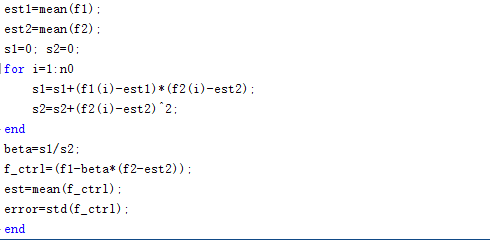 est1=mean(f1);
est2=mean(f2);
s1=0; s2=0;
for i=1:n0
s1=s1+(f1(i)-est1)*(f2(i)-est2);
s2=s2+(f2(i)-est2)^2;
end
beta=s1/s2;
f_ctrl=(f1-beta*(f2-est2));
est=mean(f_ctrl);
error=std(f_ctrl);
end